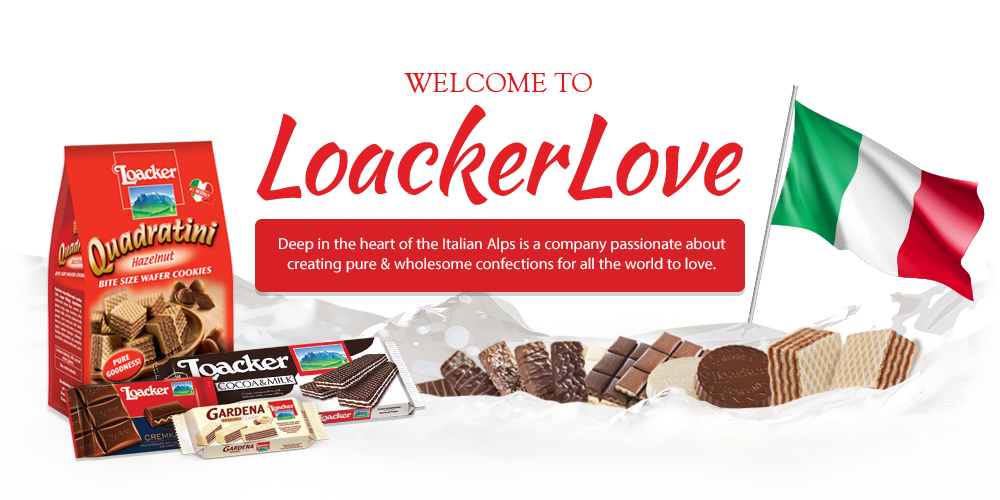 WELCOME TO
LoackerLove
Deep in the heart of the Italian Alps is a company passionate about
creating pure & wholesome confections for all the world to love.
Loacker
Quadratini
Hazelnut
BITE SIZE WAFER COOKIES
PURE
GOODNESS!
Loacker
COCOA & MILK
Loacker
Loacker
GARDENA
HAZELNUT
Loacker
GARDENA